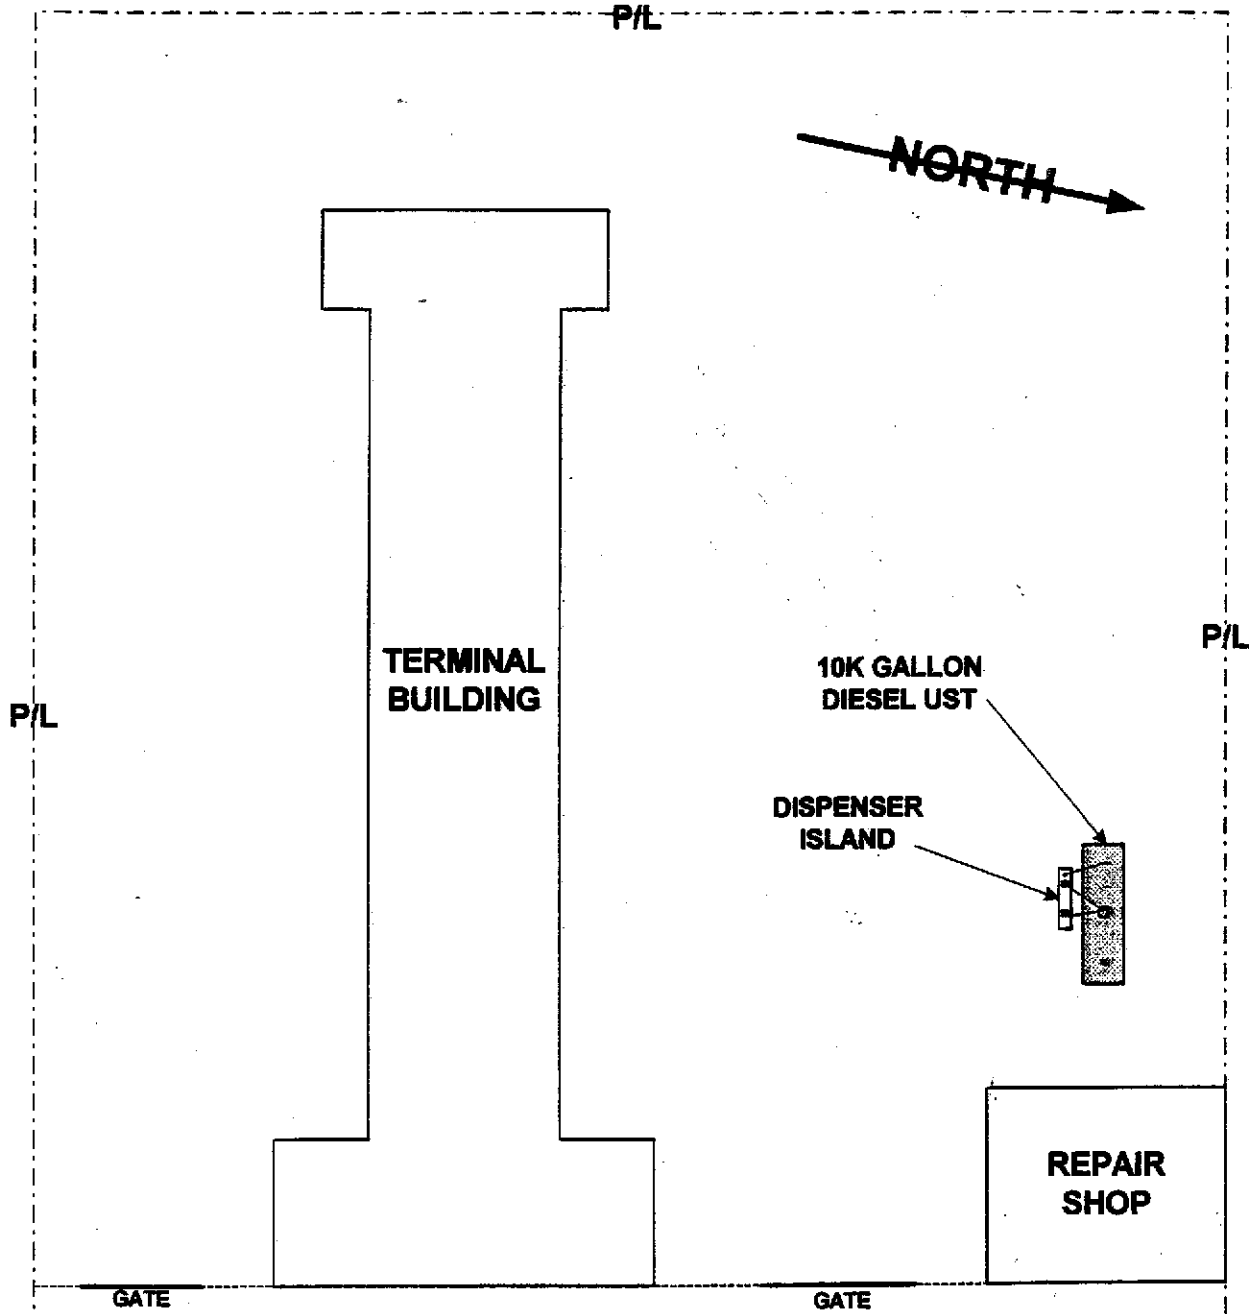 P/L
NORTH
TERMINAL
BUILDING
10K GALLON
DIESEL UST
P/L
P/L
DISPENSER
ISLAND
REPAIR
SHOP
GATE
GATE